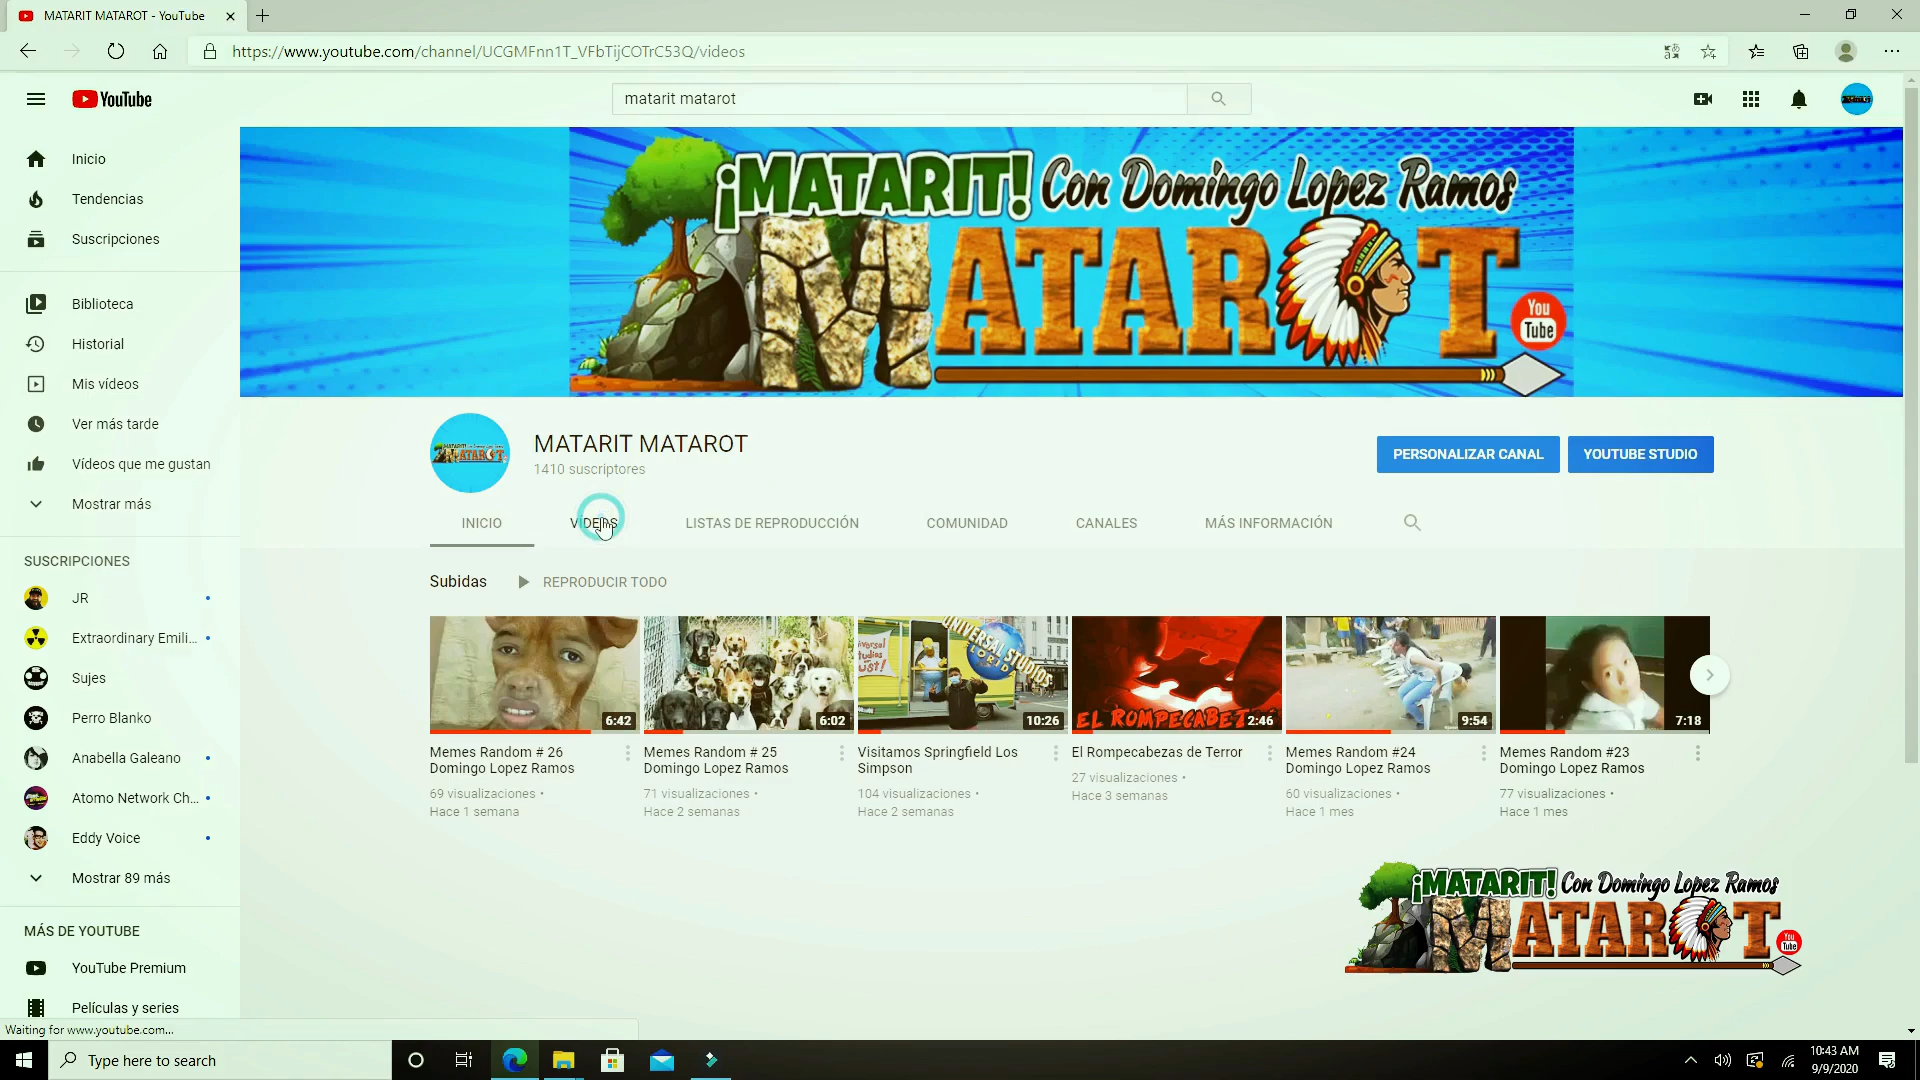 MATARIT MATAROT - YouTube
https://www.youtube.com/channel/UCGMFnn1T_VFbTijCOTrC53Q/videos
YouTube
matarit matarot
Inicio
Tendencias
Suscripciones
Biblioteca
Historial
Mis vídeos
Ver más tarde
Vídeos que me gustan
Mostrar más
SUSCRIPCIONES
JR
Extraordinary Emili...
Sujes
Perro Blanko
Anabella Galeano
Atomo Network Ch...
Eddy Voice
Mostrar 89 más
MÁS DE YOUTUBE
YouTube Premium
Películas y series
¡MATARIT! Con Domingo Lopez Ramos
MATAROT
You
Tube
MATARIT MATAROT
1410 suscriptores
PERSONALIZAR CANAL
YOUTUBE STUDIO
INICIO
VÍDEOS
LISTAS DE REPRODUCCIÓN
COMUNIDAD
CANALES
MÁS INFORMACIÓN
Subidas
REPRODUCIR TODO
6:42
Memes Random # 26
Domingo Lopez Ramos
69 visualizaciones •
Hace 1 semana
6:02
Memes Random # 25
Domingo Lopez Ramos
71 visualizaciones •
Hace 2 semanas
UNIVERSAL STUDIOS
10:26
Visitamos Springfield Los
Simpson
104 visualizaciones •
Hace 2 semanas
2:46
El Rompecabezas de Terror
27 visualizaciones •
Hace 3 semanas
9:54
Memes Random #24
Domingo Lopez Ramos
60 visualizaciones •
Hace 1 mes
7:18
Memes Random #23
Domingo Lopez Ramos
77 visualizaciones •
Hace 1 mes
¡MATARIT! Con Domingo Lopez Ramos
MATAROT
You
Tube
Waiting for www.youtube.com...
Type here to search
10:43 AM
9/9/2020